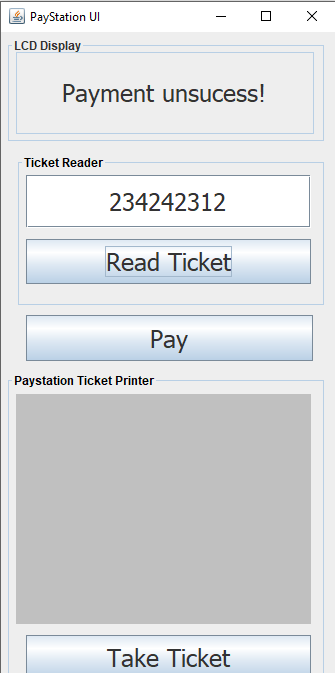 PayStation UI
LCD Display
Payment unsucess!
Ticket Reader
234242312
Read Ticket
Pay
Paystation Ticket Printer
Take Ticket